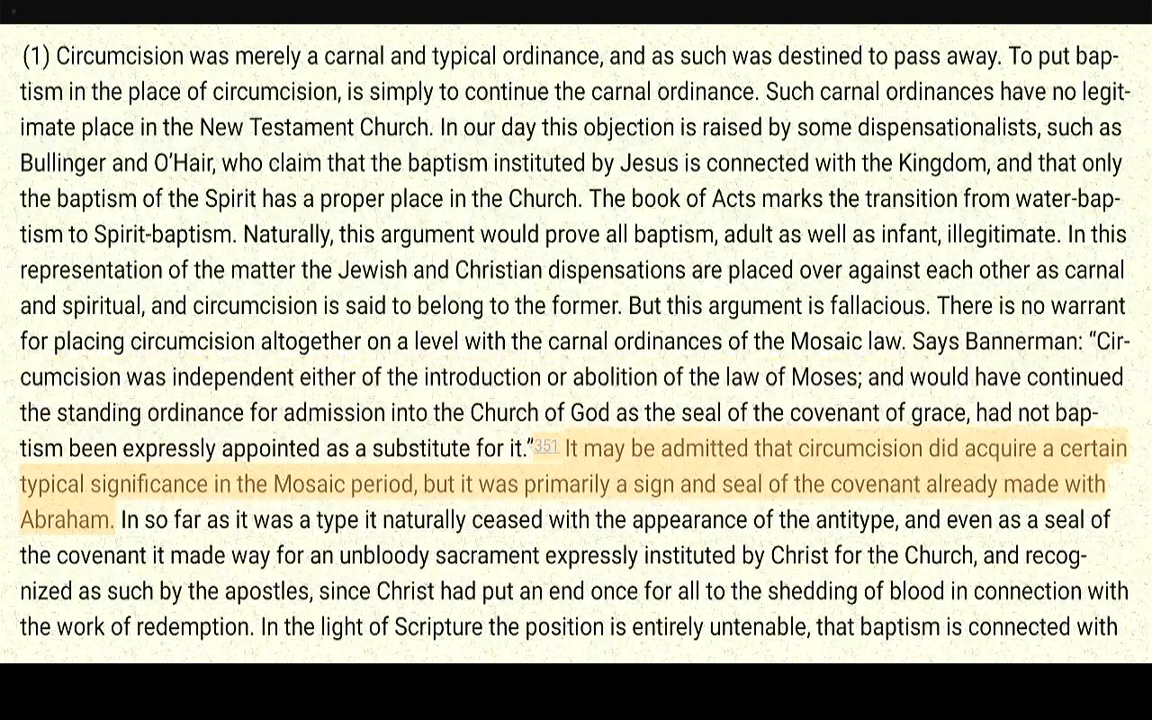 (1) Circumcision was merely a carnal and typical ordinance, and as such was destined to pass away. To put bap-
tism in the place of circumcision, is simply to continue the carnal ordinance. Such carnal ordinances have no legit-
imate place in the New Testament Church. In our day this objection is raised by some dispensationalists, such as
Bullinger and O’Hair, who claim that the baptism instituted by Jesus is connected with the Kingdom, and that only
the baptism of the Spirit has a proper place in the Church. The book of Acts marks the transition from water-bap-
tism to Spirit-baptism. Naturally, this argument would prove all baptism, adult as well as infant, illegitimate. In this
representation of the matter the Jewish and Christian dispensations are placed over against each other as carnal
and spiritual, and circumcision is said to belong to the former. But this argument is fallacious. There is no warrant
for placing circumcision altogether on a level with the carnal ordinances of the Mosaic law. Says Bannerman: “Cir-
cumcision was independent either of the introduction or abolition of the law of Moses; and would have continued
the standing ordinance for admission into the Church of God as the seal of the covenant of grace, had not bap-
tism been expressly appointed as a substitute for it.”351 It may be admitted that circumcision did acquire a certain
typical significance in the Mosaic period, but it was primarily a sign and seal of the covenant already made with
Abraham. In so far as it was a type it naturally ceased with the appearance of the antitype, and even as a seal of
the covenant it made way for an unbloody sacrament expressly instituted by Christ for the Church, and recog-
nized as such by the apostles, since Christ had put an end once for all to the shedding of blood in connection with
the work of redemption. In the light of Scripture the position is entirely untenable, that baptism is connected with